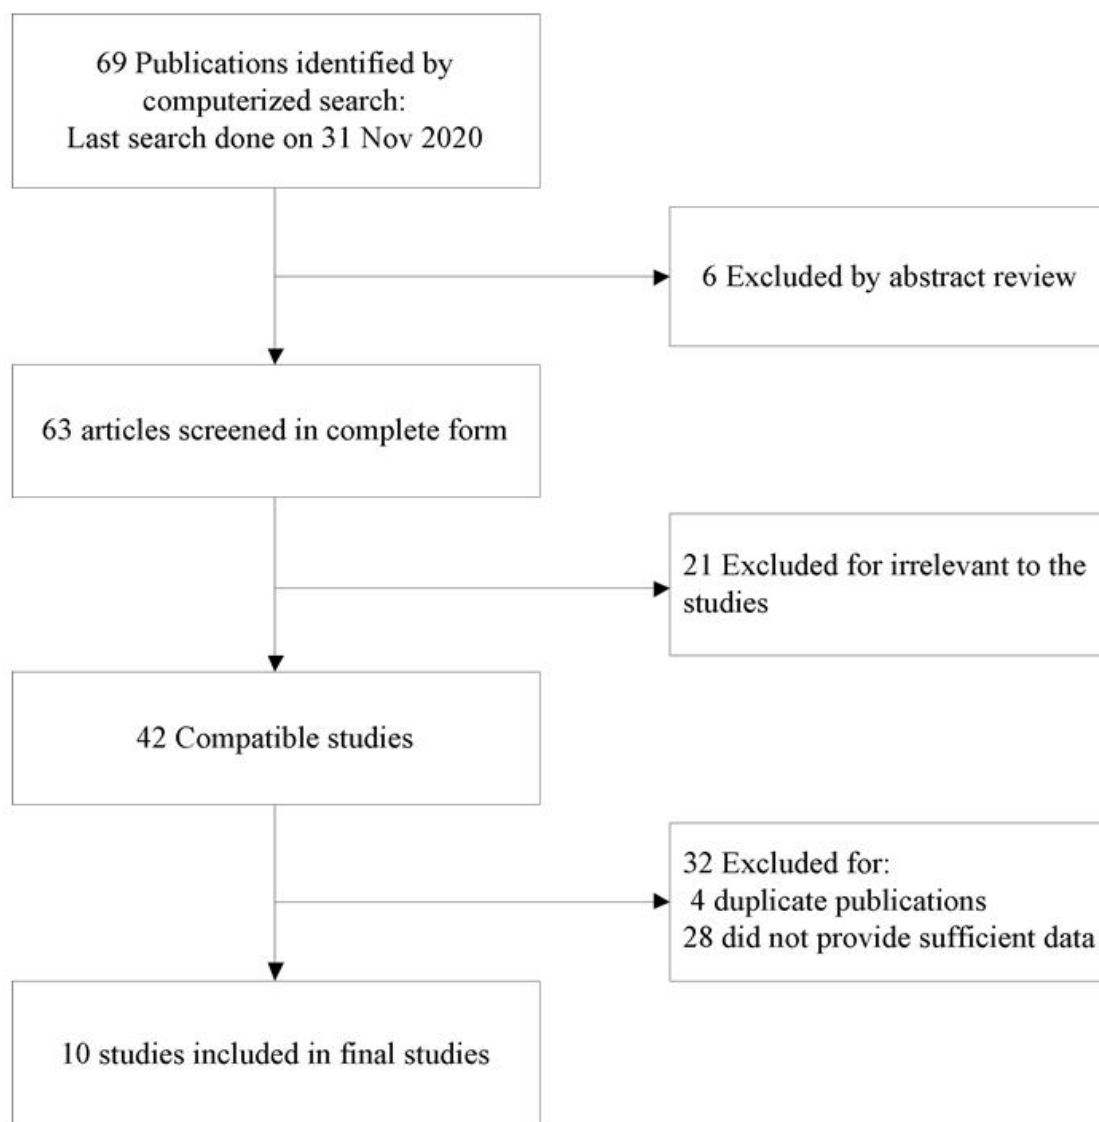 69 Publications identified by
computerized search:
Last search done on 31 Nov 2020
6 Excluded by abstract review
63 articles screened in complete form
21 Excluded for irrelevant to the
studies
42 Compatible studies
32 Excluded for:
4 duplicate publications
28 did not provide sufficient data
10 studies included in final studies